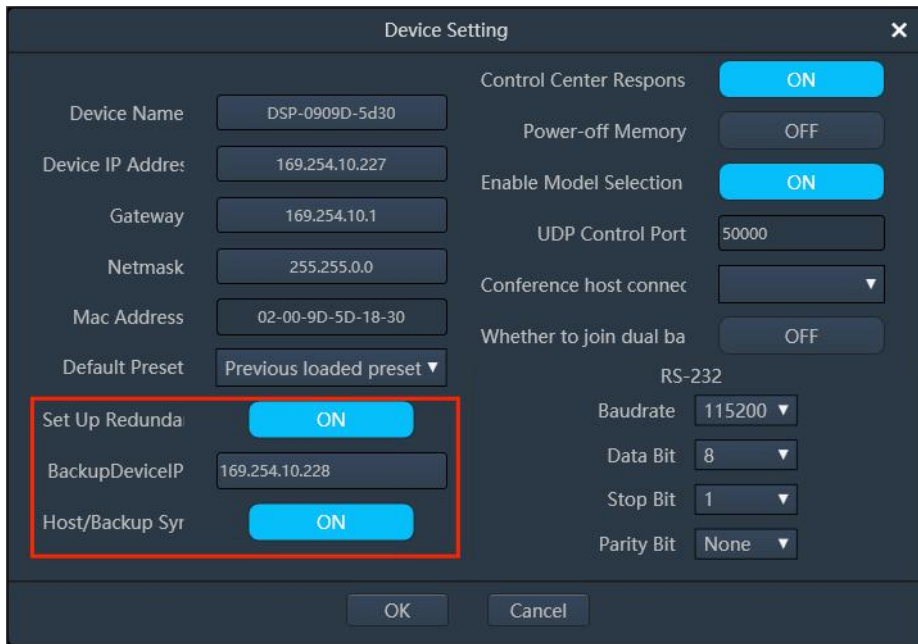 Device Setting
Device Name DSP-0909D-5d30
Device IP Addres 169.254.10.227
Gateway 169.254.10.1
Netmask 255.255.0.0
Mac Address 02-00-9D-5D-18-30
Default Preset Previous loaded preset
Set Up Redunda ON
BackupDeviceIP 169.254.10.228
Host/Backup Syr ON
Control Center Respons ON
Power-off Memory OFF
Enable Model Selection ON
UDP Control Port 50000
Conference host connec
Whether to join dual ba OFF
RS-232
Baudrate 115200
Data Bit 8
Stop Bit 1
Parity Bit None
OK Cancel